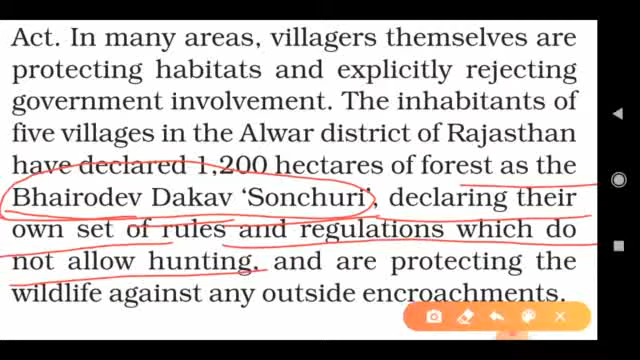 Act. In many areas, villagers themselves are
protecting habitats and explicitly rejecting
government involvement. The inhabitants of
five villages in the Alwar district of Rajasthan
have declared 1,200 hectares of forest as the
Bhairodev Dakav ‘Sonchuri’, declaring their
own set of rules and regulations which do
not allow hunting, and are protecting the
wildlife against any outside encroachments.